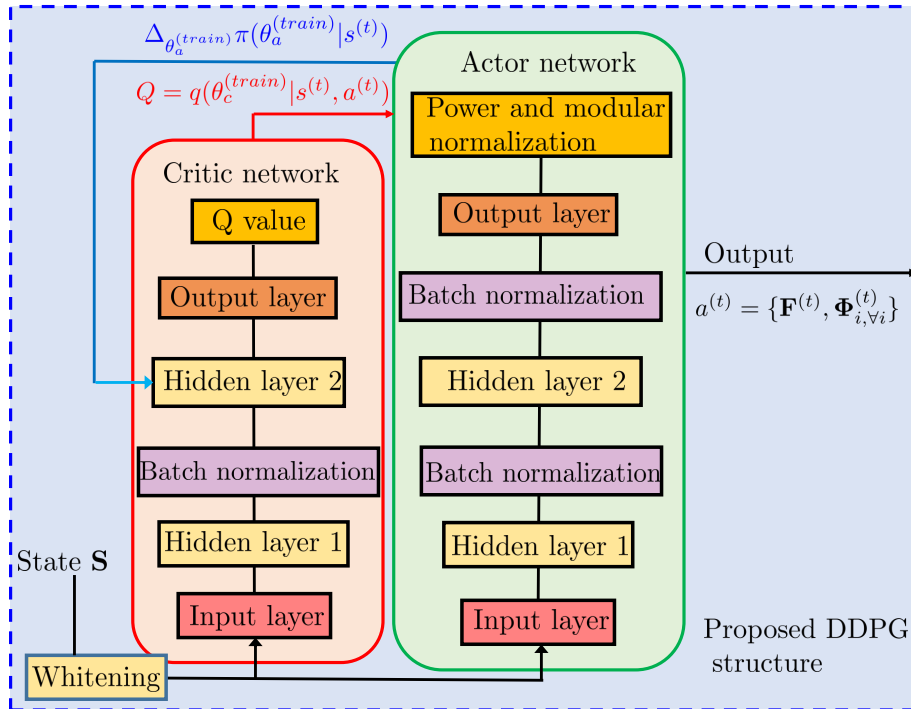 Δ_{θ_a^{(train)}} π(θ_a^{(train)}|s^{(t)})
Q = q(θ_c^{(train)}|s^{(t)}, a^{(t)})
Critic network
Q value
Output layer
Hidden layer 2
Batch normalization
Hidden layer 1
Input layer
State S
Whitening
Actor network
Power and modular
normalization
Output layer
Batch normalization
Hidden layer 2
Batch normalization
Hidden layer 1
Input layer
Output
a^{(t)} = {F^{(t)}, Φ_{i,∀i}^{(t)}}
Proposed DDPG
structure